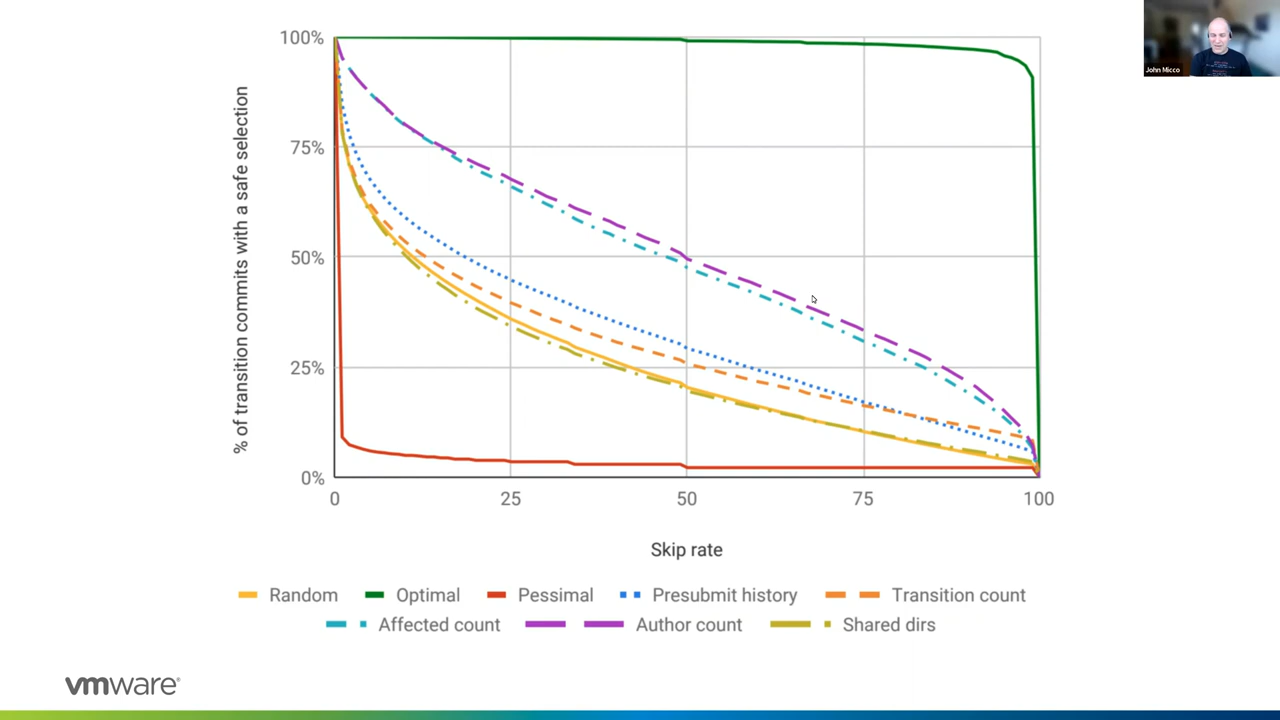 John Micco
% of transition commits with a safe selection
100%
75%
50%
25%
0%
0 25 50 75 100
Skip rate
Random Optimal Pessimal Presubmit history Transition count
Affected count Author count Shared dirs
vmware®